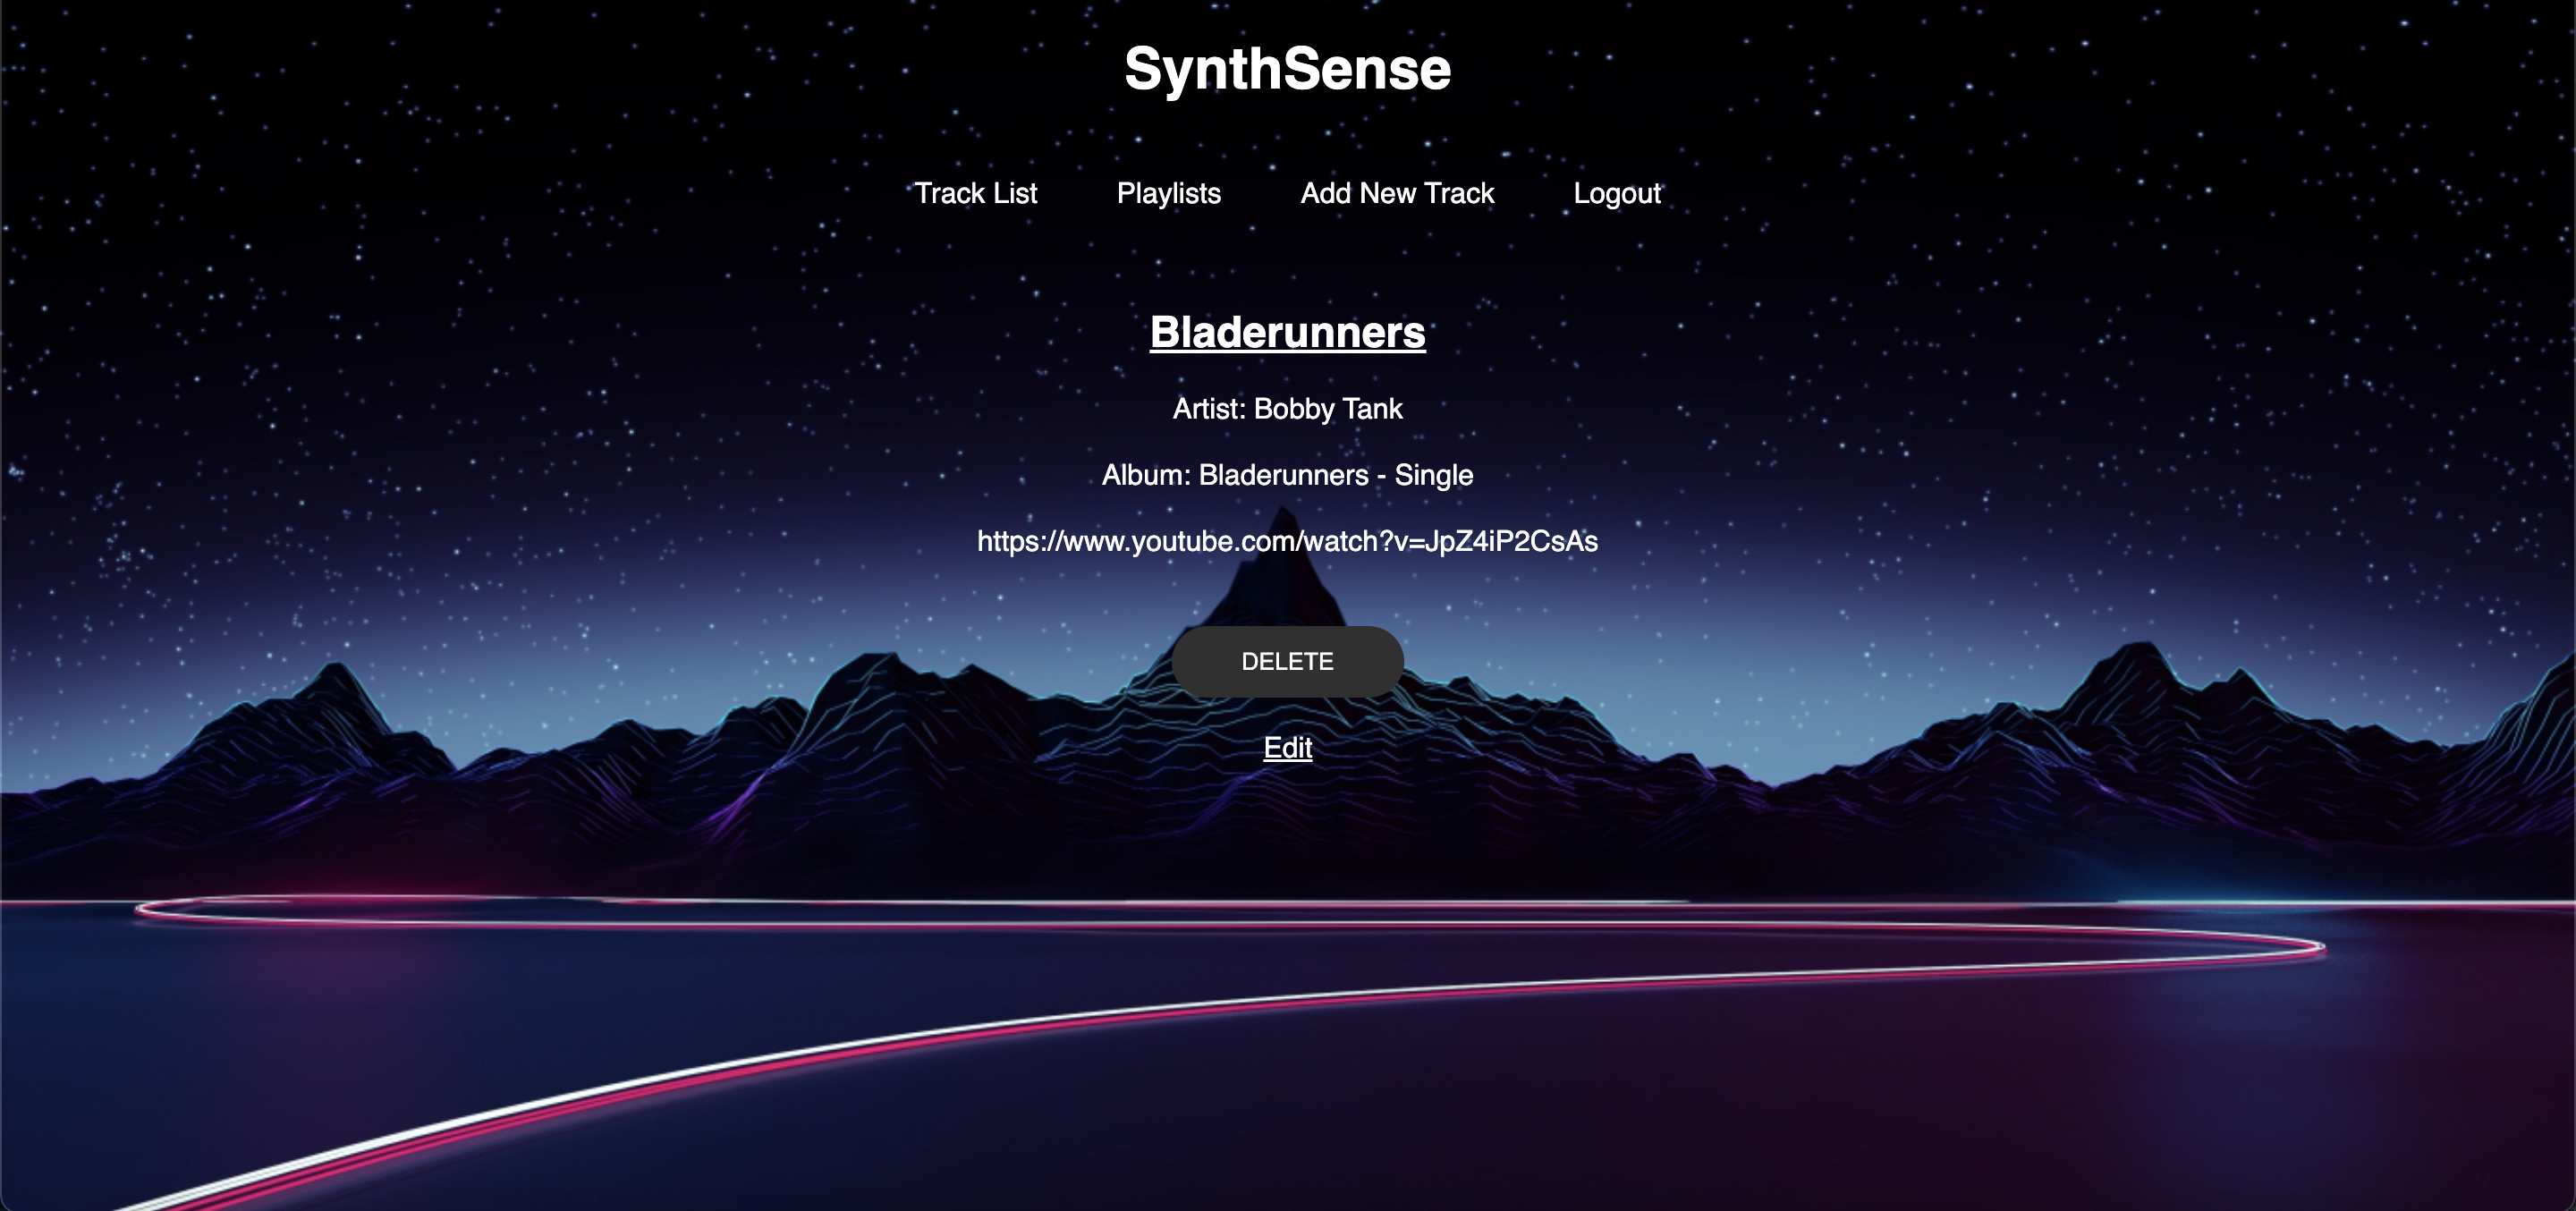 SynthSense
Track List Playlists Add New Track Logout
Bladerunners
Artist: Bobby Tank
Album: Bladerunners - Single
https://www.youtube.com/watch?v=JpZ4iP2CsAs
DELETE
Edit